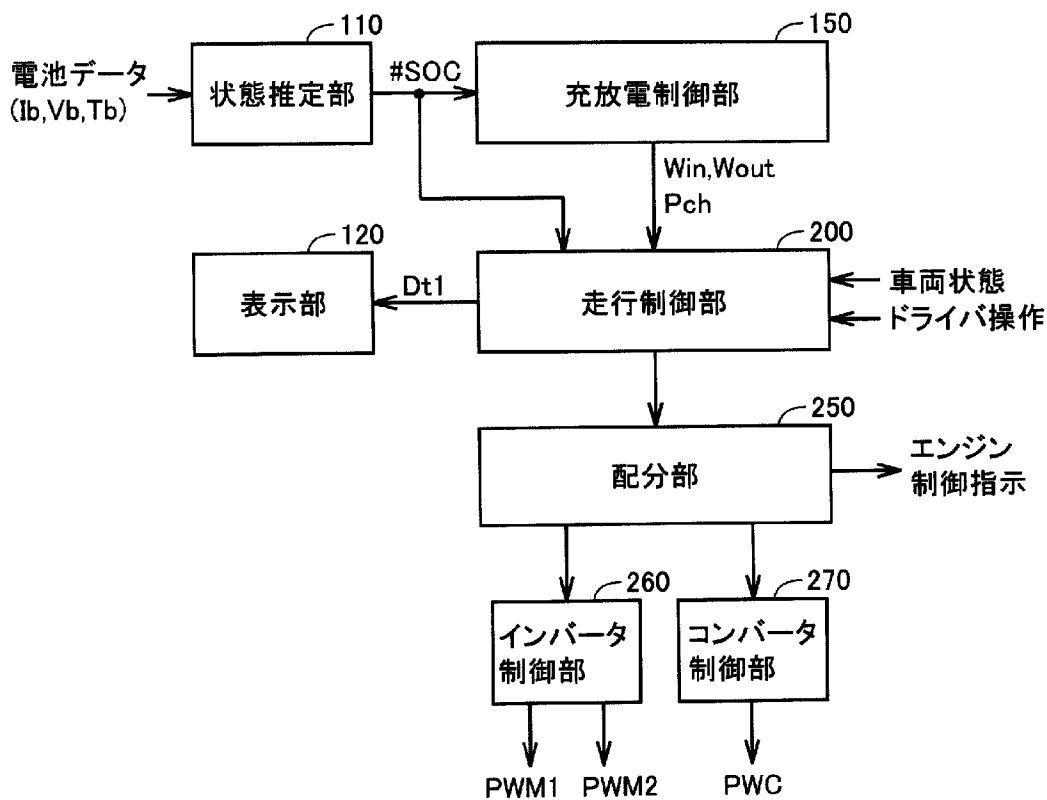 110
150
電池データ
(Ib,Vb,Tb)
状態推定部
#SOC
充放電制御部
Win,Wout
Pch
120
200
表示部
Dt1
走行制御部
車両状態
ドライバ操作
250
配分部
エンジン
制御指示
260
270
インバータ
制御部
コンバータ
制御部
PWM1
PWM2
PWC